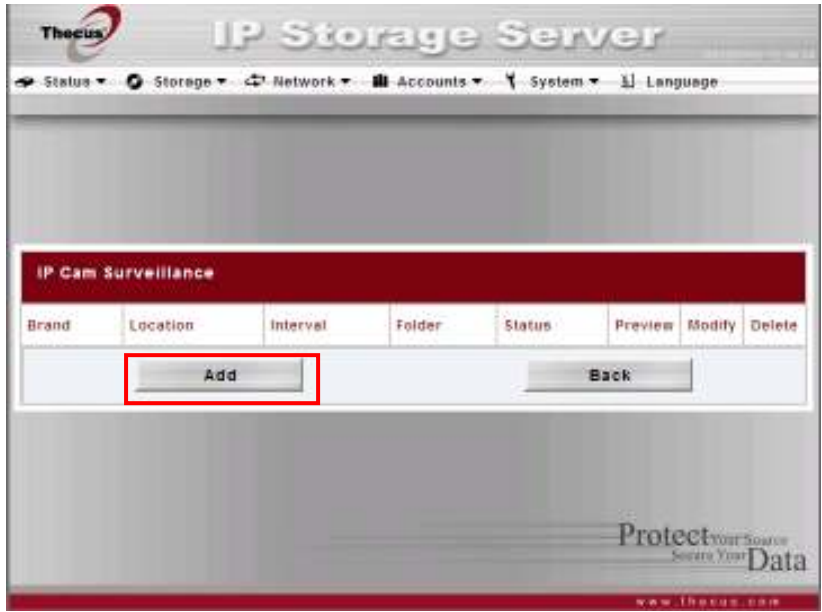 Thecus
IP Storage Server
Status Storage Network Accounts System Language
IP Cam Surveillance
Brand Location Interval Folder Status Preview Modify Delete
Add Back
Protect Your Source
Secure Your Data
www.thecus.com